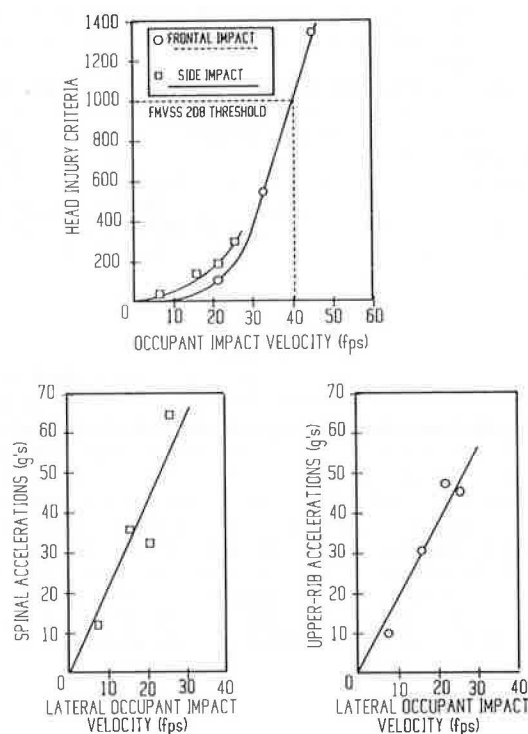 1400
1200
1000
800
600
400
200
0
HEAD INJURY CRITERIA
FRONTAL IMPACT
SIDE IMPACT
FMVSS 208 THRESHOLD
10 20 30 40 50 60
OCCUPANT IMPACT VELOCITY (fps)
70
60
50
40
30
20
10
0
SPINAL ACCELERATIONS (g's)
10 20 30 40
LATERAL OCCUPANT IMPACT
VELOCITY (fps)
70
60
50
40
30
20
10
0
UPPER-RIB ACCELERATIONS (g's)
10 20 30 40
LATERAL OCCUPANT IMPACT
VELOCITY (fps)